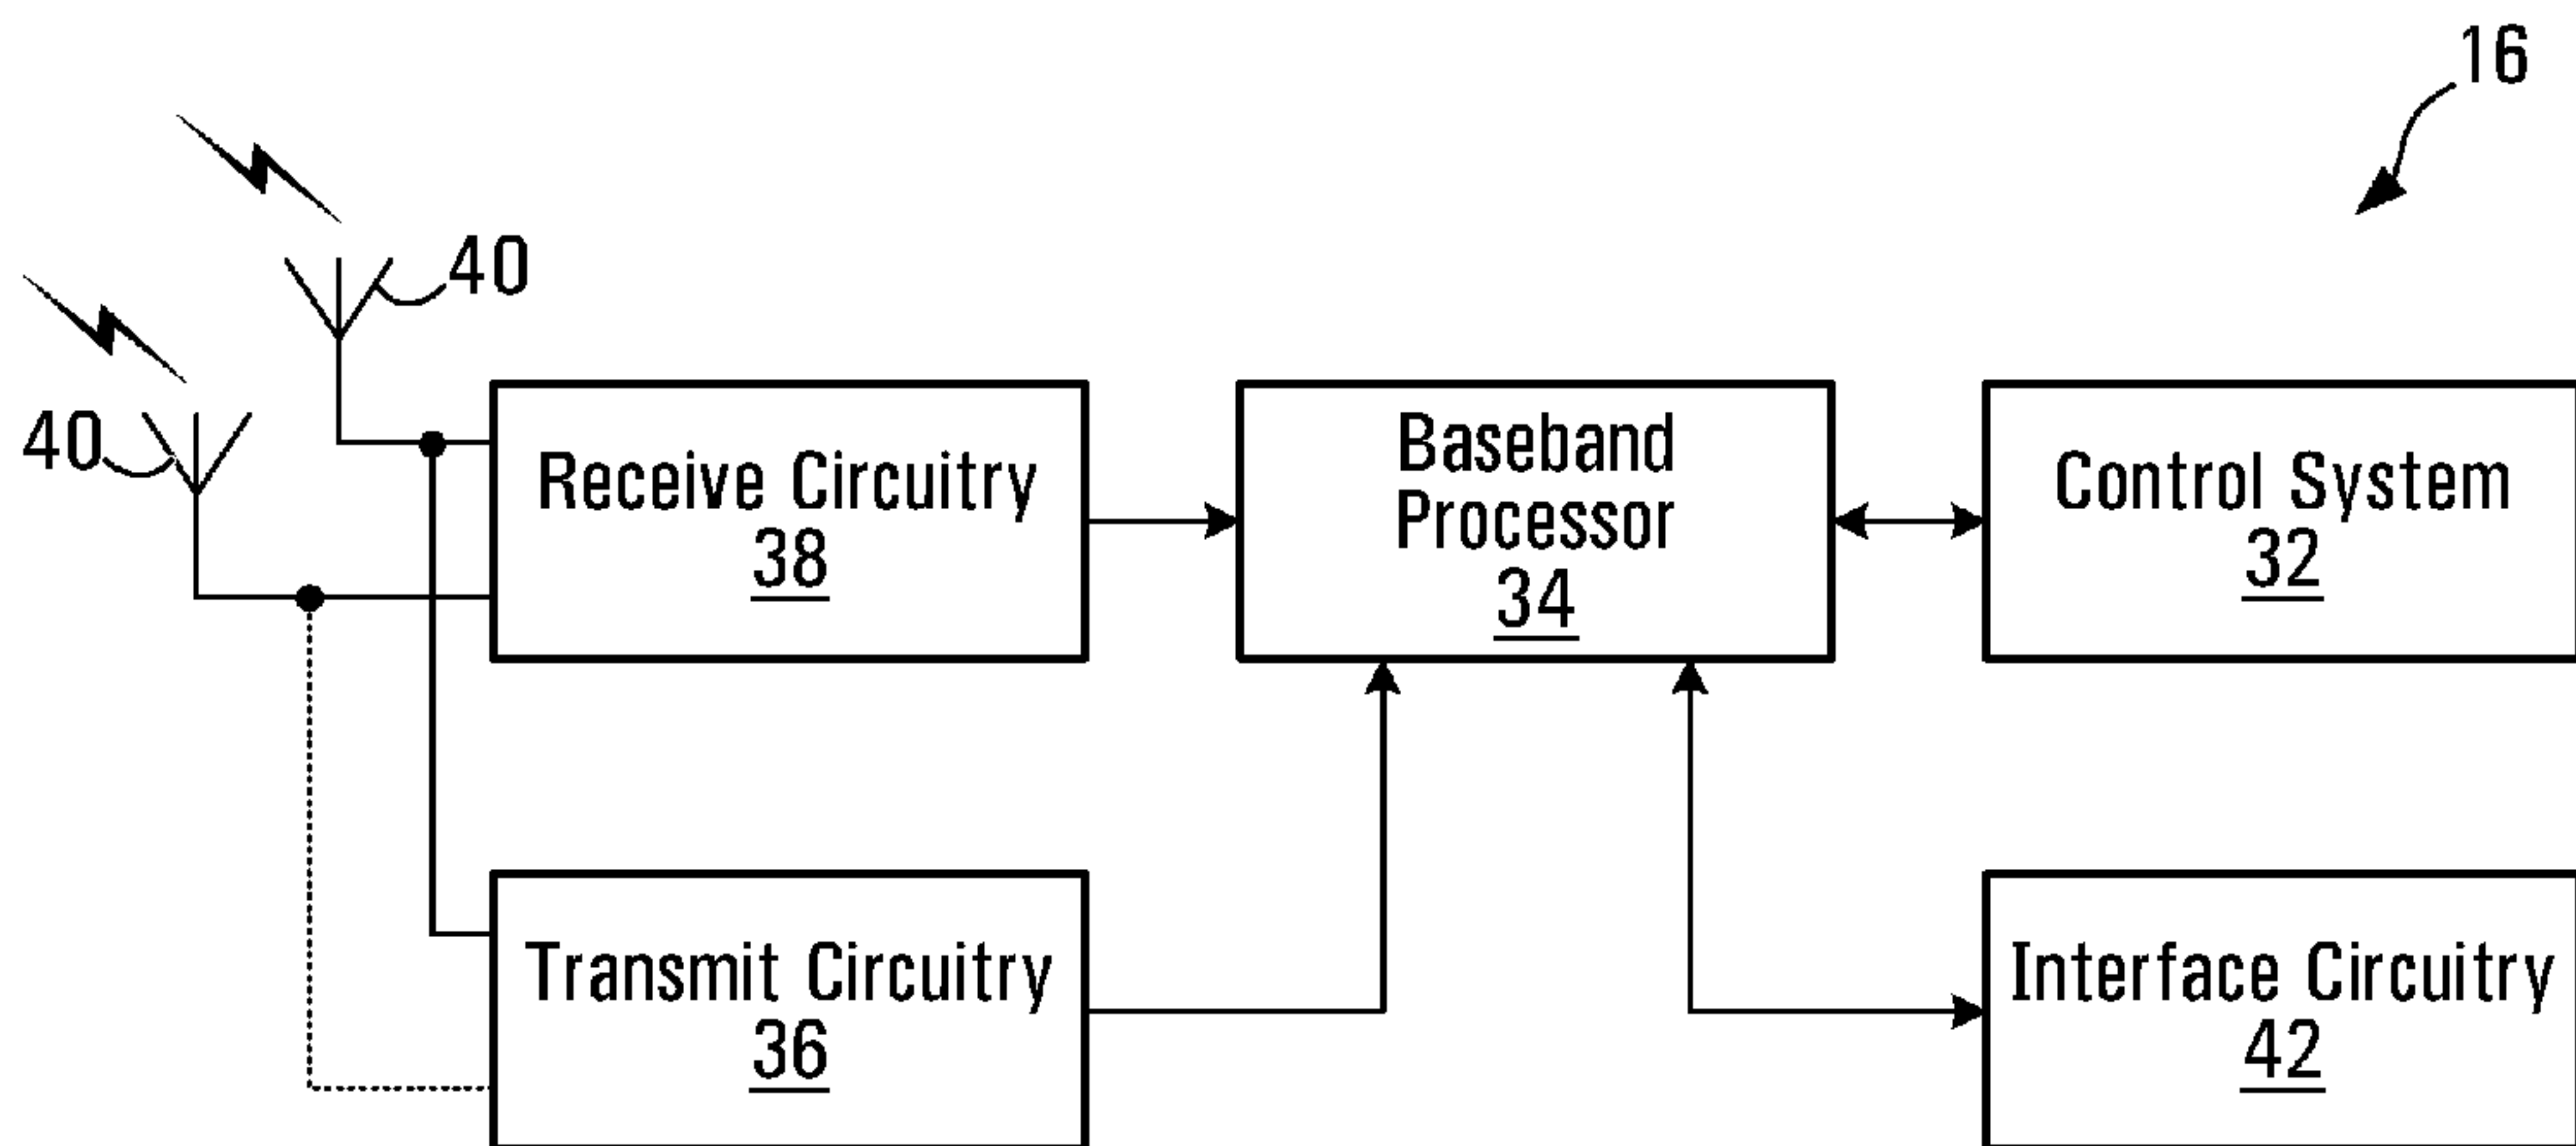 16
40
40
Receive Circuitry
38
Baseband
Processor
34
Control System
32
Transmit Circuitry
36
Interface Circuitry
42